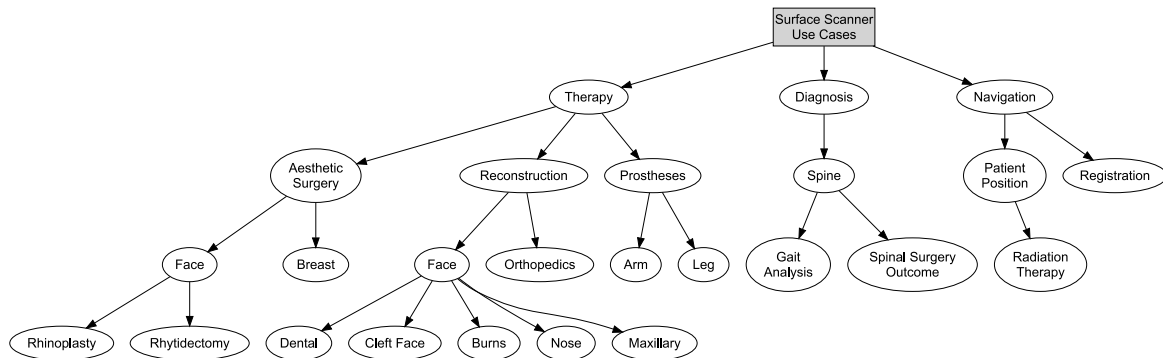 Surface Scanner
Use Cases
Therapy
Diagnosis
Navigation
Aesthetic
Surgery
Reconstruction
Prostheses
Spine
Patient
Position
Registration
Face
Breast
Face
Orthopedics
Arm
Leg
Gait
Analysis
Spinal Surgery
Outcome
Radiation
Therapy
Rhinoplasty
Rhytidectomy
Dental
Cleft Face
Burns
Nose
Maxillary